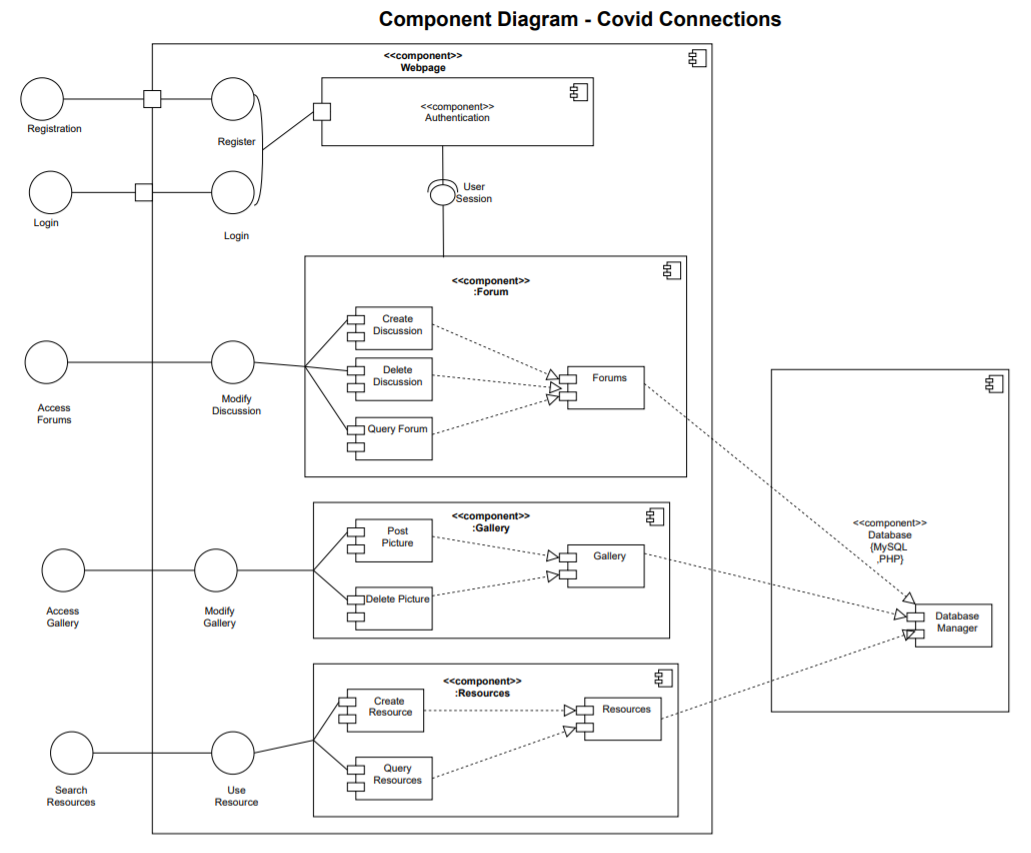 Component Diagram - Covid Connections
<<component>>
Webpage
<<component>>
Authentication
Registration
Register
User
Session
Login
Login
<<component>>
:Forum
Create
Discussion
Delete
Discussion
Forums
Query Forum
Access
Forums
Modify
Discussion
<<component>>
:Gallery
Post
Picture
Gallery
Delete Picture
Access
Gallery
Modify
Gallery
<<component>>
Database
{MySQL
,PHP}
Database
Manager
<<component>>
:Resources
Create
Resource
Resources
Query
Resources
Search
Resources
Use
Resource